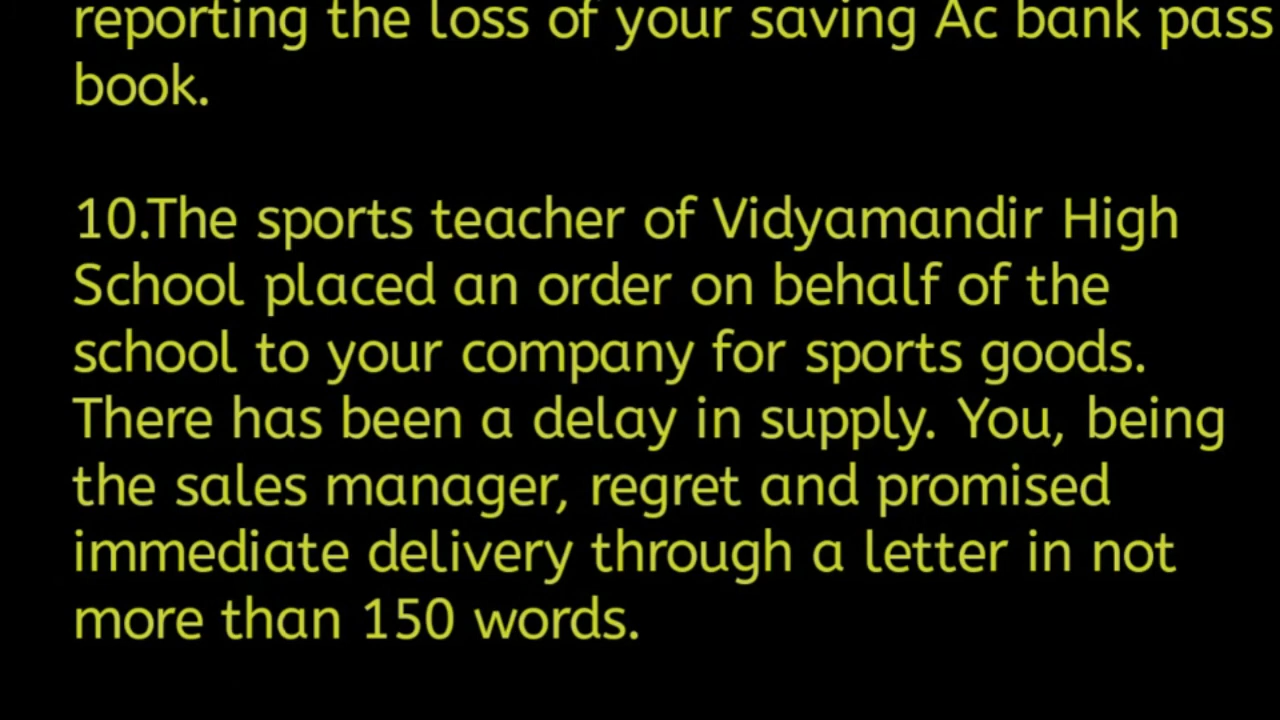 reporting the loss of your saving Ac bank pass
book.
10.The sports teacher of Vidyamandir High
School placed an order on behalf of the
school to your company for sports goods.
There has been a delay in supply. You, being
the sales manager, regret and promised
immediate delivery through a letter in not
more than 150 words.